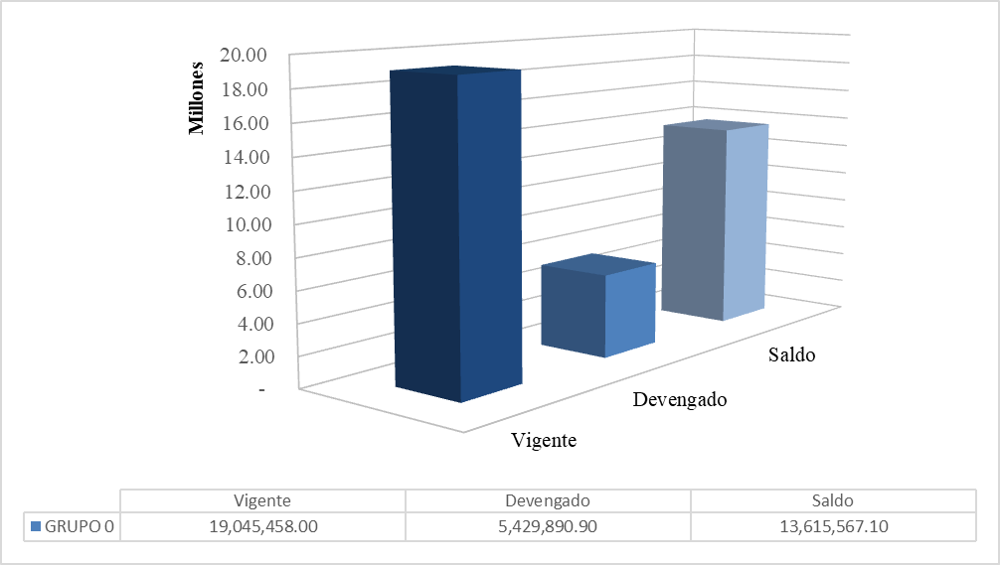 Millones
20.00
18.00
16.00
14.00
12.00
10.00
8.00
6.00
4.00
2.00
-
Vigente
Devengado
Saldo
Vigente Devengado Saldo
GRUPO 0 19,045,458.00 5,429,890.90 13,615,567.10